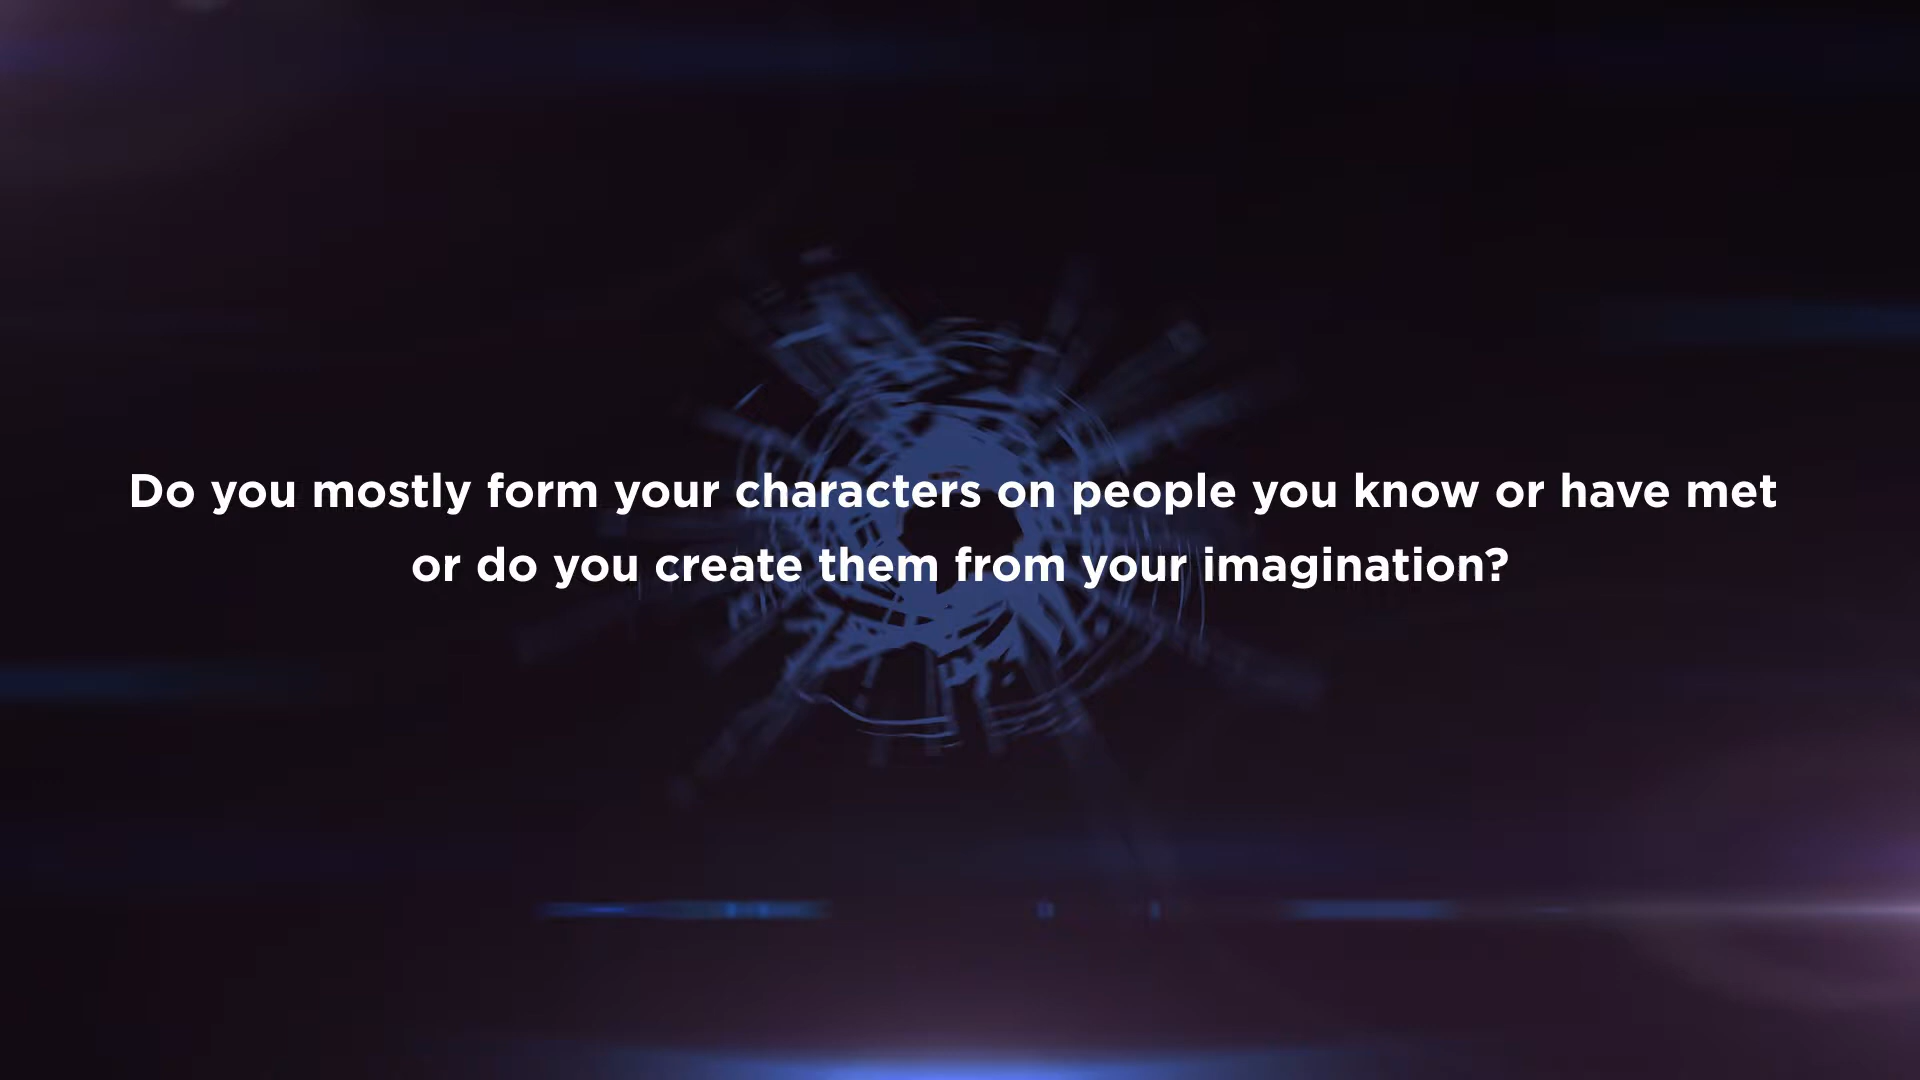 Do you mostly form your characters on people you know or have met
or do you create them from your imagination?